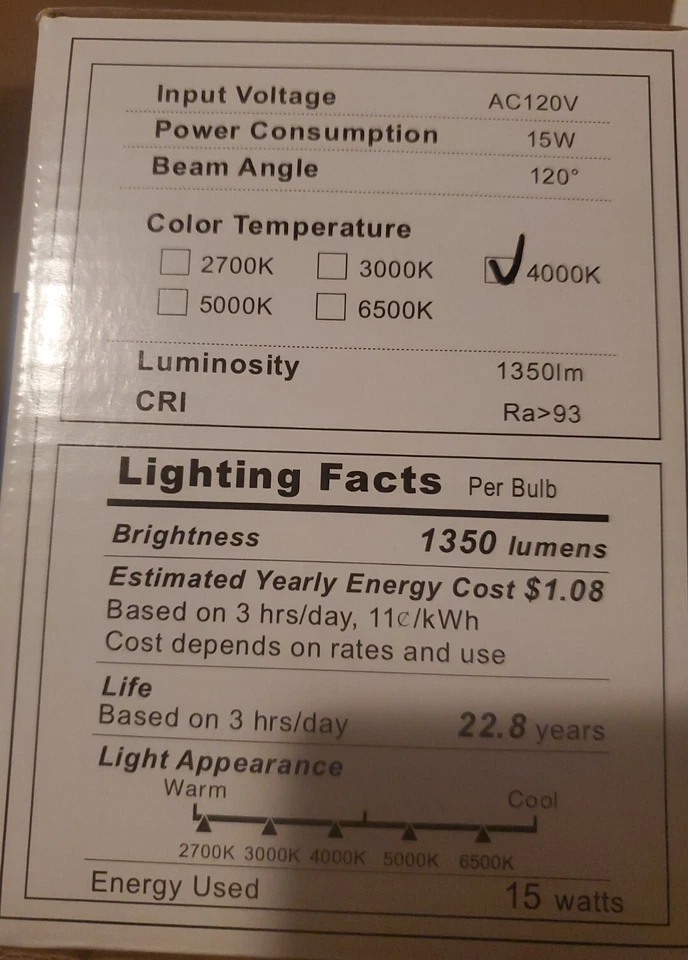 Input Voltage AC120V
Power Consumption 15W
Beam Angle 120°
Color Temperature
2700K 3000K 4000K
5000K 6500K
Luminosity 1350lm
CRI Ra>93
Lighting Facts Per Bulb
Brightness 1350 lumens
Estimated Yearly Energy Cost $1.08
Based on 3 hrs/day, 11¢/kWh
Cost depends on rates and use
Life
Based on 3 hrs/day 22.8 years
Light Appearance
Warm Cool
2700K 3000K 4000K 5000K 6500K
Energy Used 15 watts